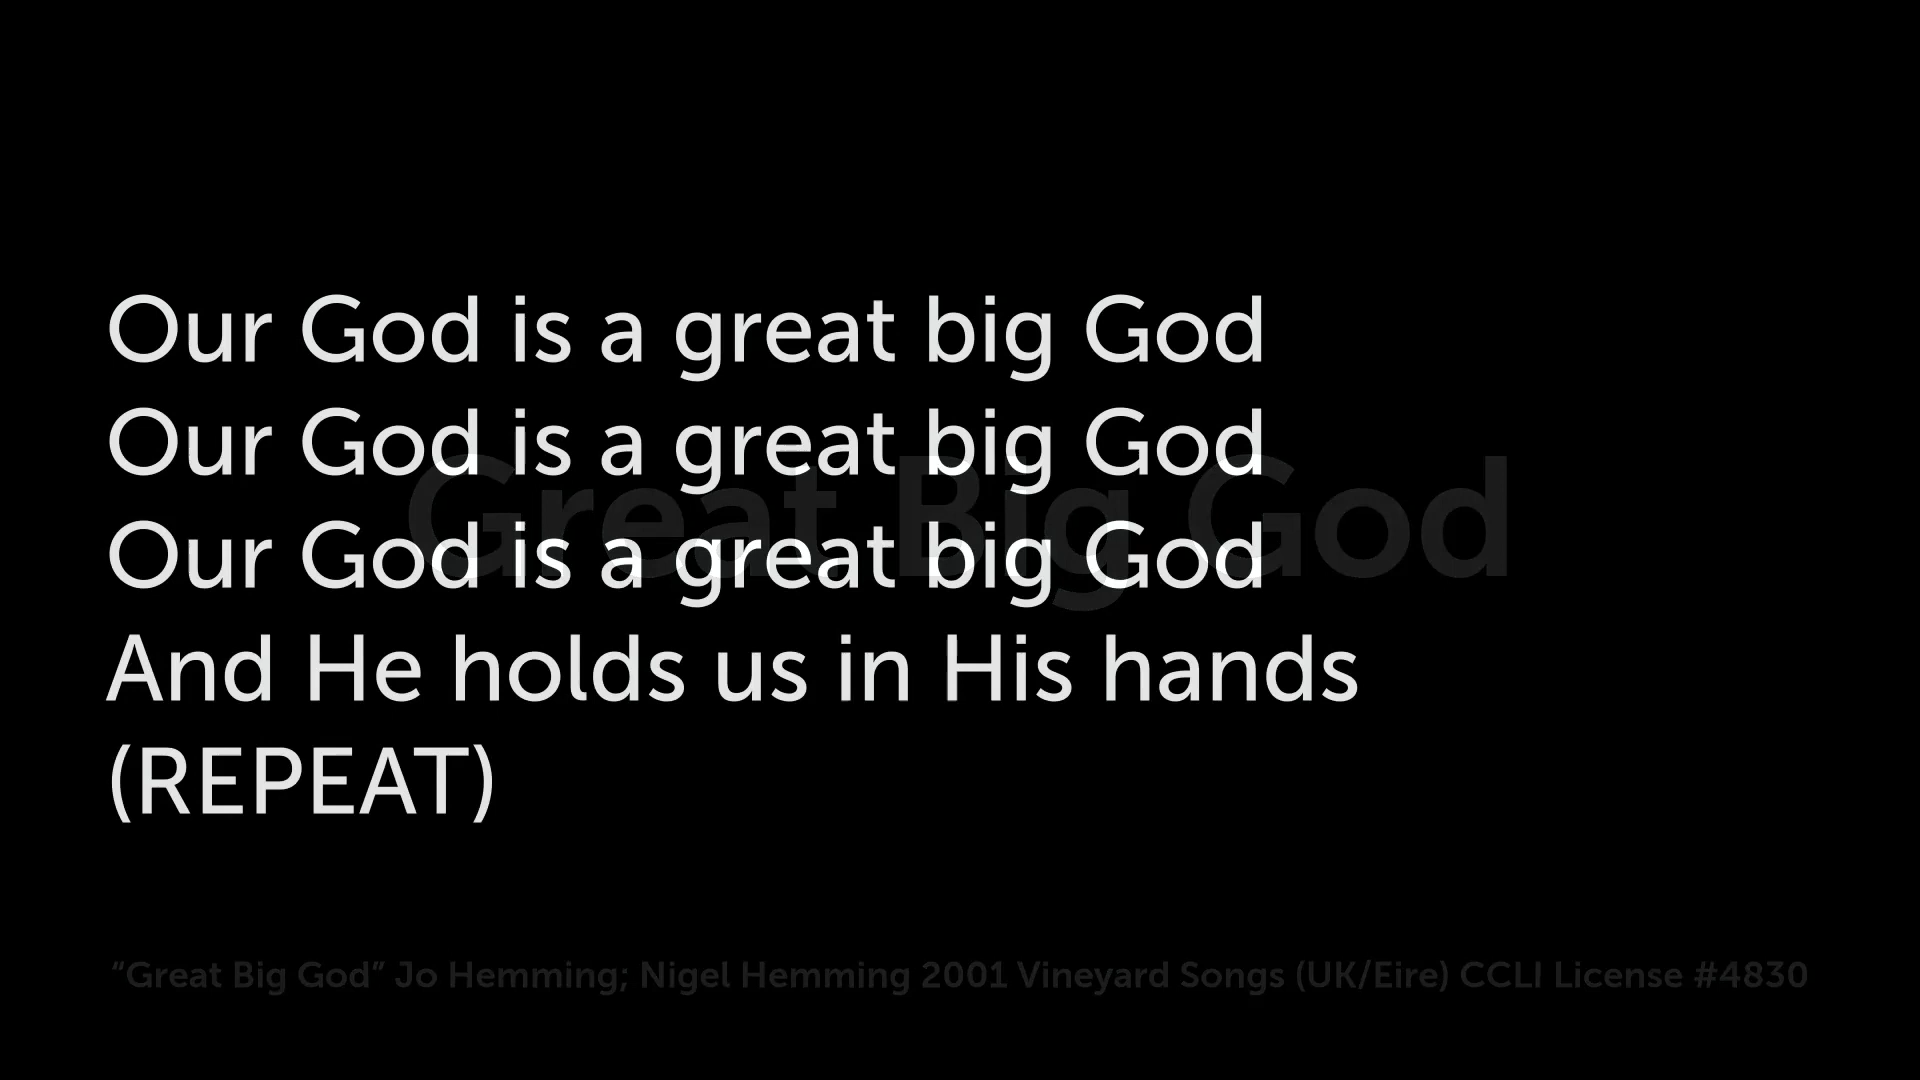 Our God is a great big God
Our God is a great big God
Great Big God
Our God is a great big God
And He holds us in His hands
(REPEAT)
“Great Big God” Jo Hemming; Nigel Hemming 2001 Vineyard Songs (UK/Eire) CCLI License #4830